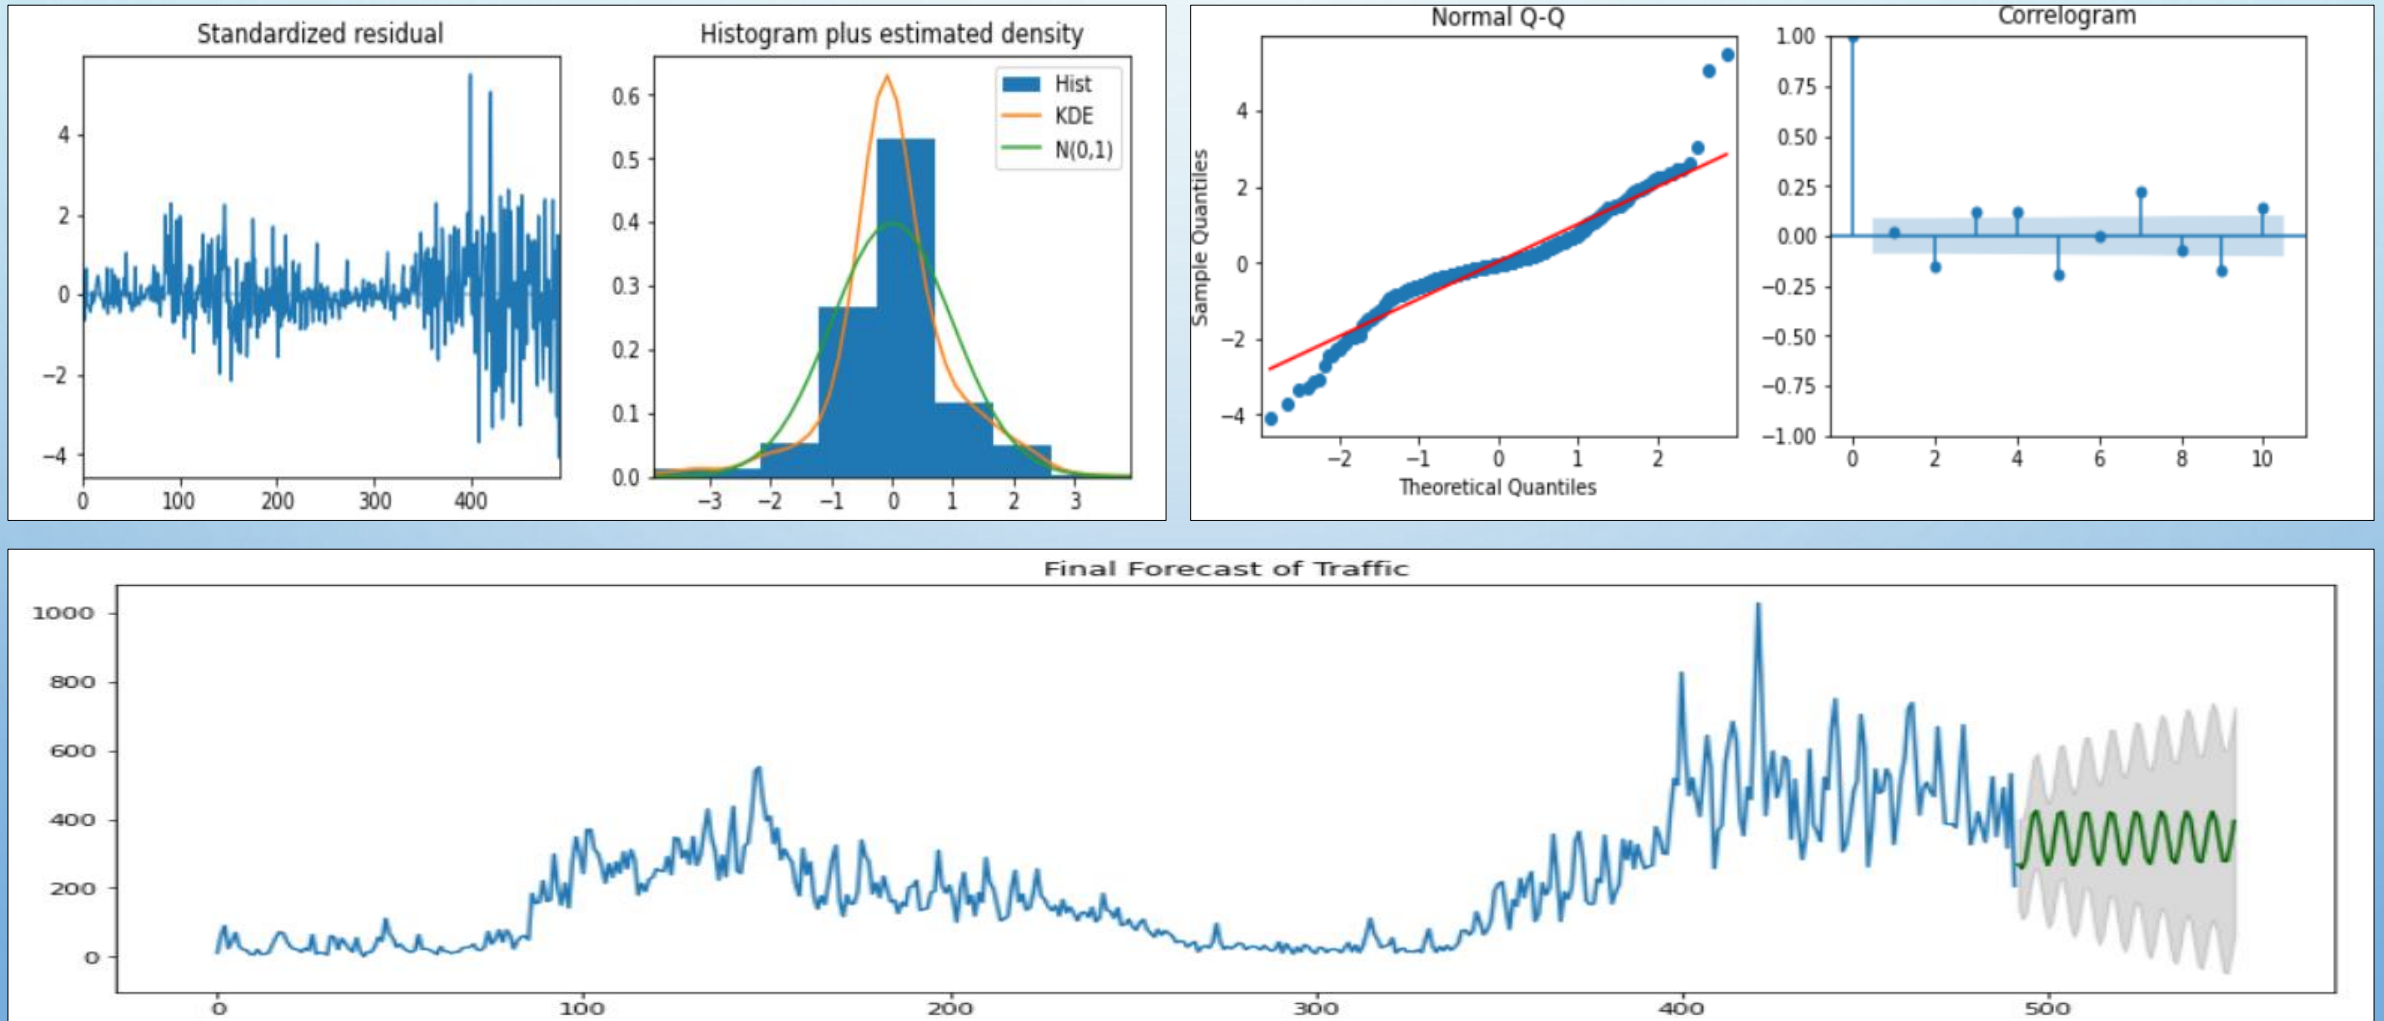 Standardized residual
4
2
0
−2
−4
0 100 200 300 400
Histogram plus estimated density
0.6
0.5
0.4
0.3
0.2
0.1
0.0
−3 −2 −1 0 1 2 3
Hist
KDE
N(0,1)
Normal Q-Q
Sample Quantiles
4
2
0
−2
−4
−2 −1 0 1 2
Theoretical Quantiles
Correlogram
1.00
0.75
0.50
0.25
0.00
−0.25
−0.50
−0.75
−1.00
0 2 4 6 8 10
Final Forecast of Traffic
1000
800
600
400
200
0
0 100 200 300 400 500